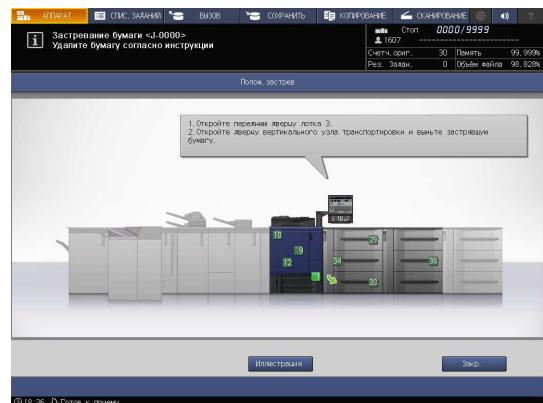 АППАРАТ
СПИС. ЗАДАНИЙ
ВЫЗОВ
СОХРАНИТЬ
КОПИРОВАНИЕ
СКАНИРОВАНИЕ
?
Застревание бумаги <J-0000>
Удалите бумагу согласно инструкции
Стоп 0000/9999
1607
Счетч.ориг. 30 Память 99.999%
Рез. Задан. 0 Объём файла 98.828%
Полож. застрев
1.Откройте переднюю дверцу лотка 3.
2.Откройте дверцу вертикального узла транспортировки и выньте застрявшую
бумагу.
10
9
12
29
34
38
33
Иллюстрация
Закр.
18:36 Готов к приему